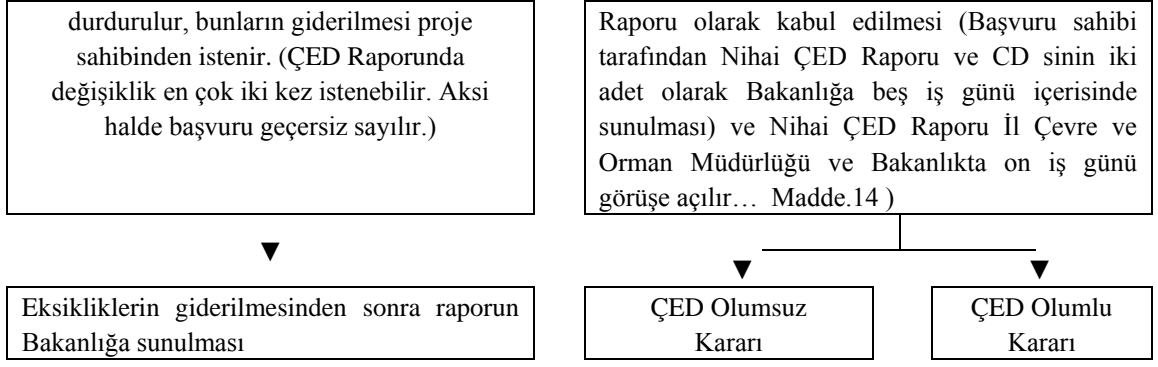 durdurulur, bunların giderilmesi proje
sahibinden istenir. (ÇED Raporunda
değişiklik en çok iki kez istenebilir. Aksi
halde başvuru geçersiz sayılır.)
Raporu olarak kabul edilmesi (Başvuru sahibi
tarafından Nihai ÇED Raporu ve CD sinin iki
adet olarak Bakanlığa beş iş günü içerisinde
sunulması) ve Nihai ÇED Raporu İl Çevre ve
Orman Müdürlüğü ve Bakanlıkta on iş günü
görüşe açılır… Madde.14 )
Eksikliklerin giderilmesinden sonra raporun
Bakanlığa sunulması
ÇED Olumsuz
Kararı
ÇED Olumlu
Kararı